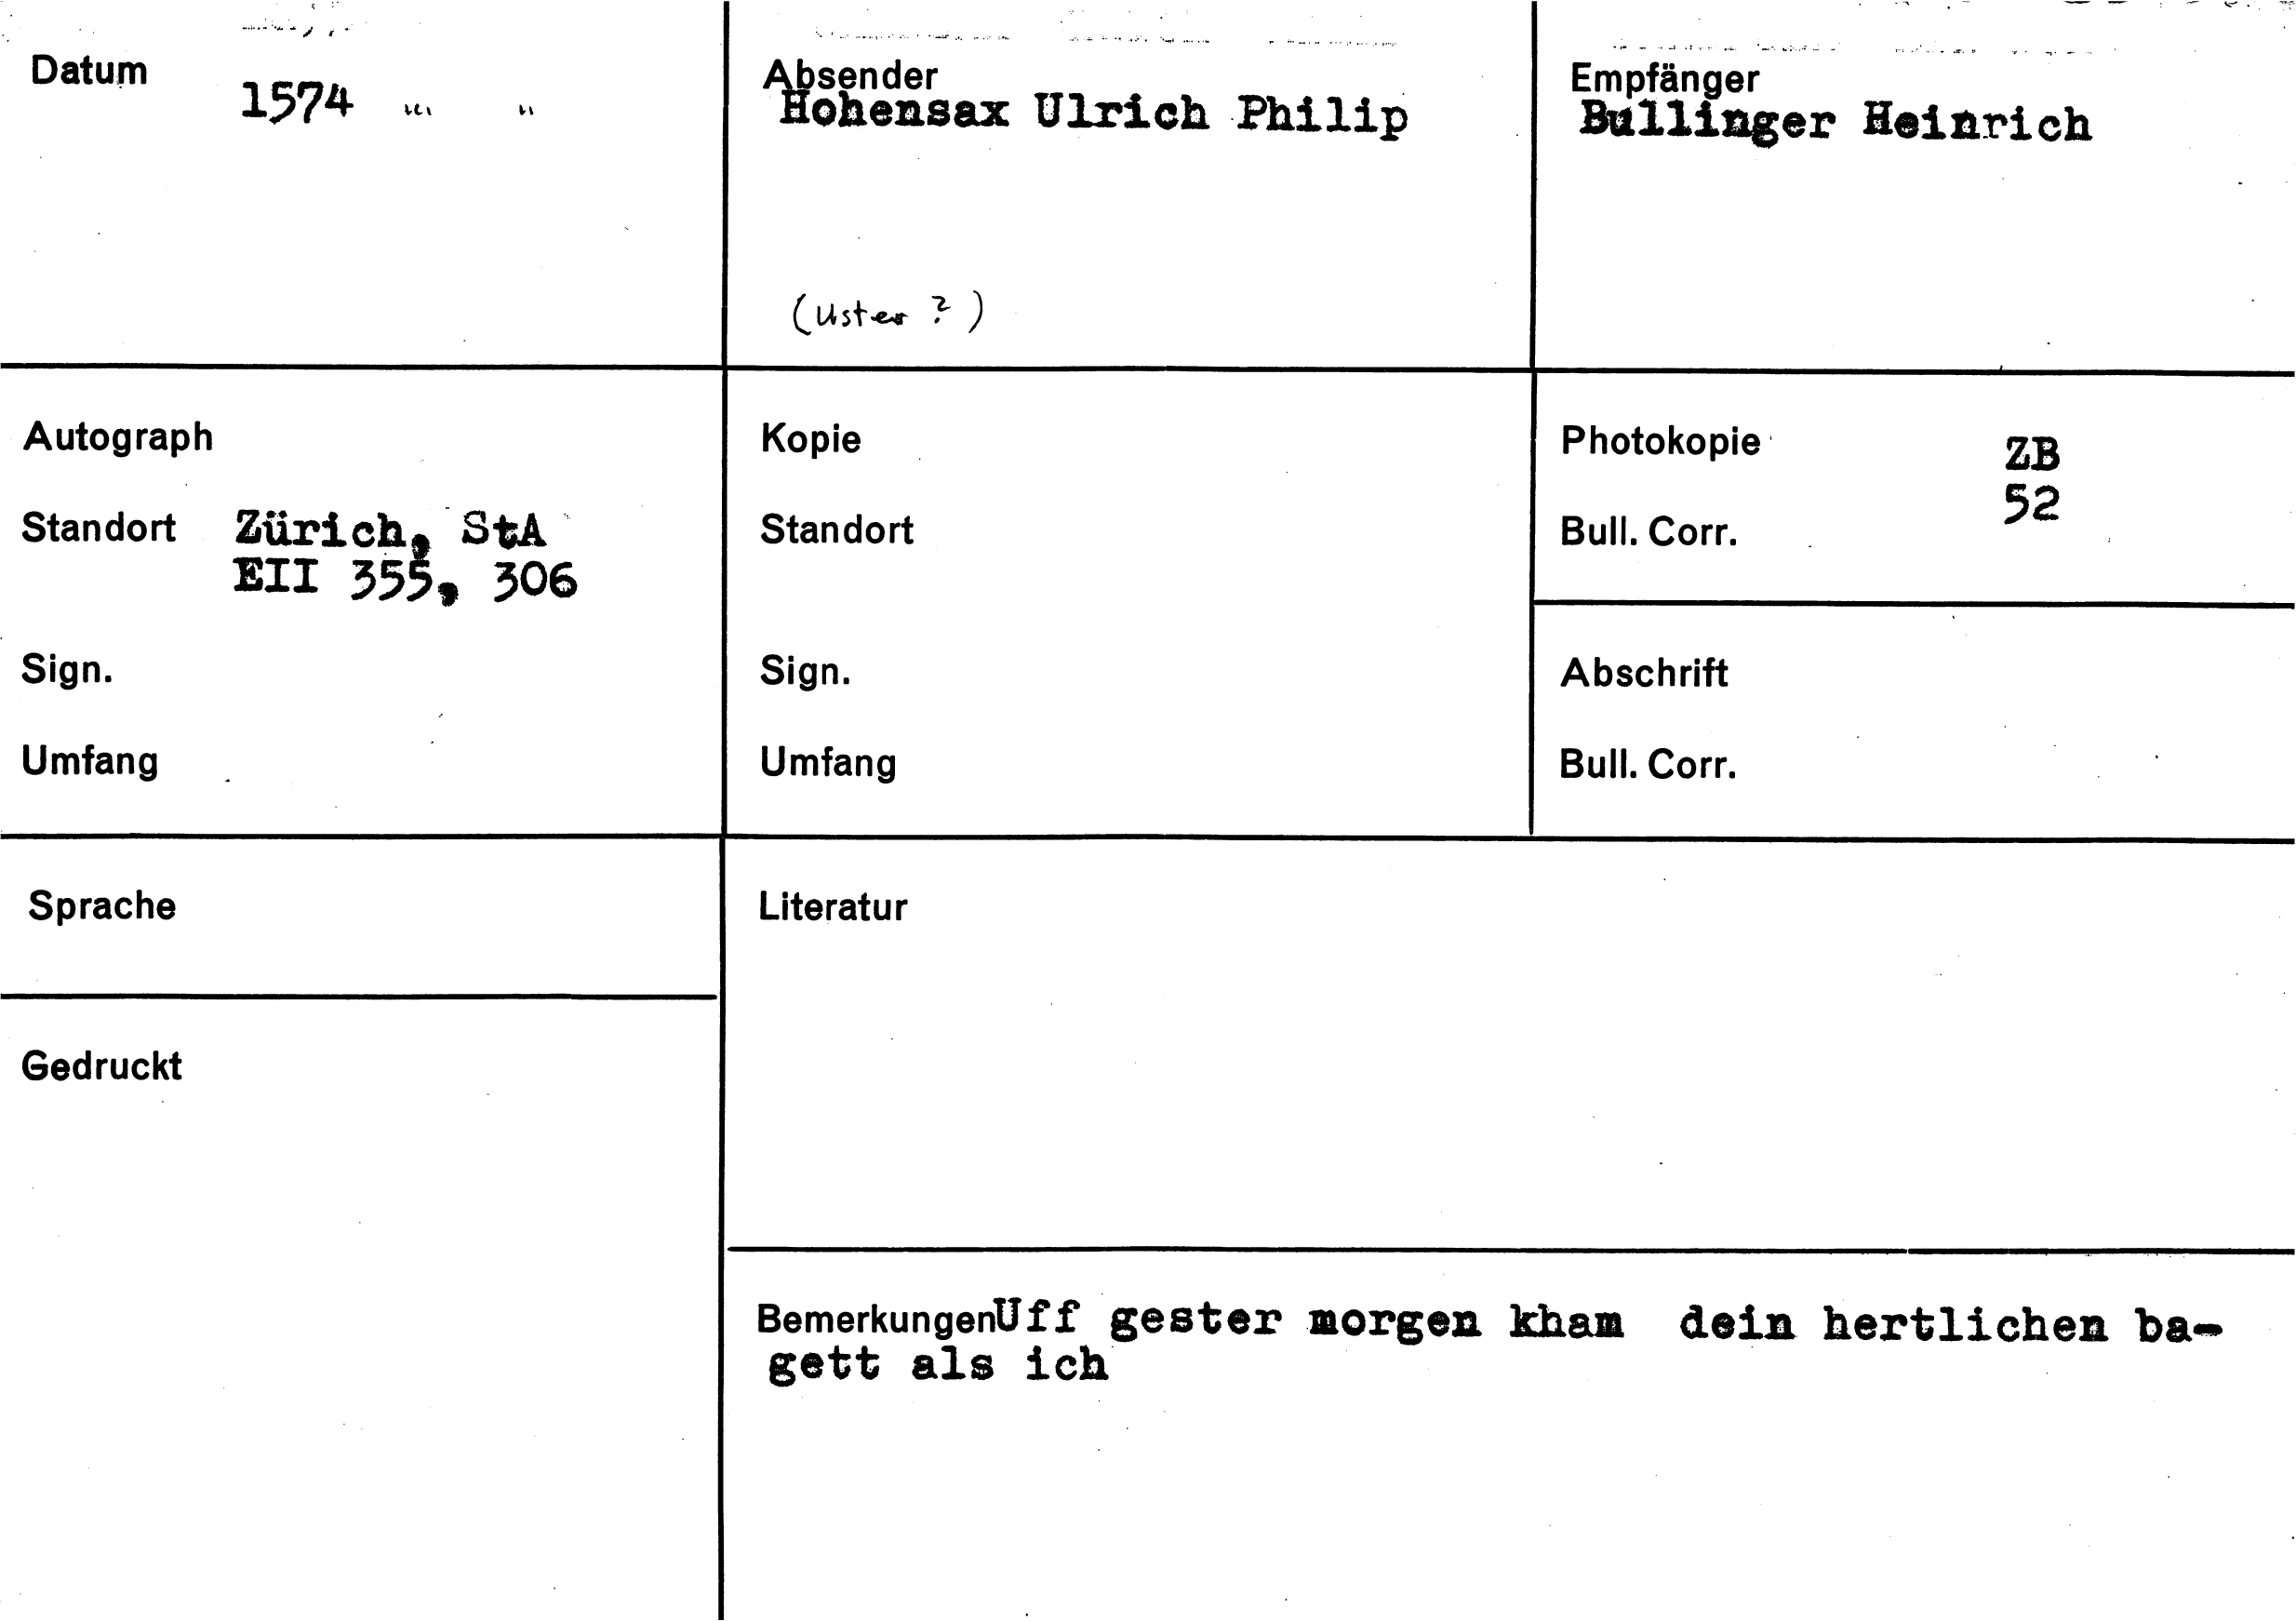 Datum
1574 ... "
Absender
Hohensax Ulrich Philip
(Uster ?)
Empfänger
Bullinger Heinrich
Autograph
Standort Zürich, StA
EII 355, 306
Sign.
Umfang
Kopie
Standort
Sign.
Umfang
Photokopie ZB
Bull. Corr. 52
Abschrift
Bull. Corr.
Sprache
Gedruckt
Literatur
Bemerkungen Uff gester morgen kham dein hertlichen ba-
gett als ich